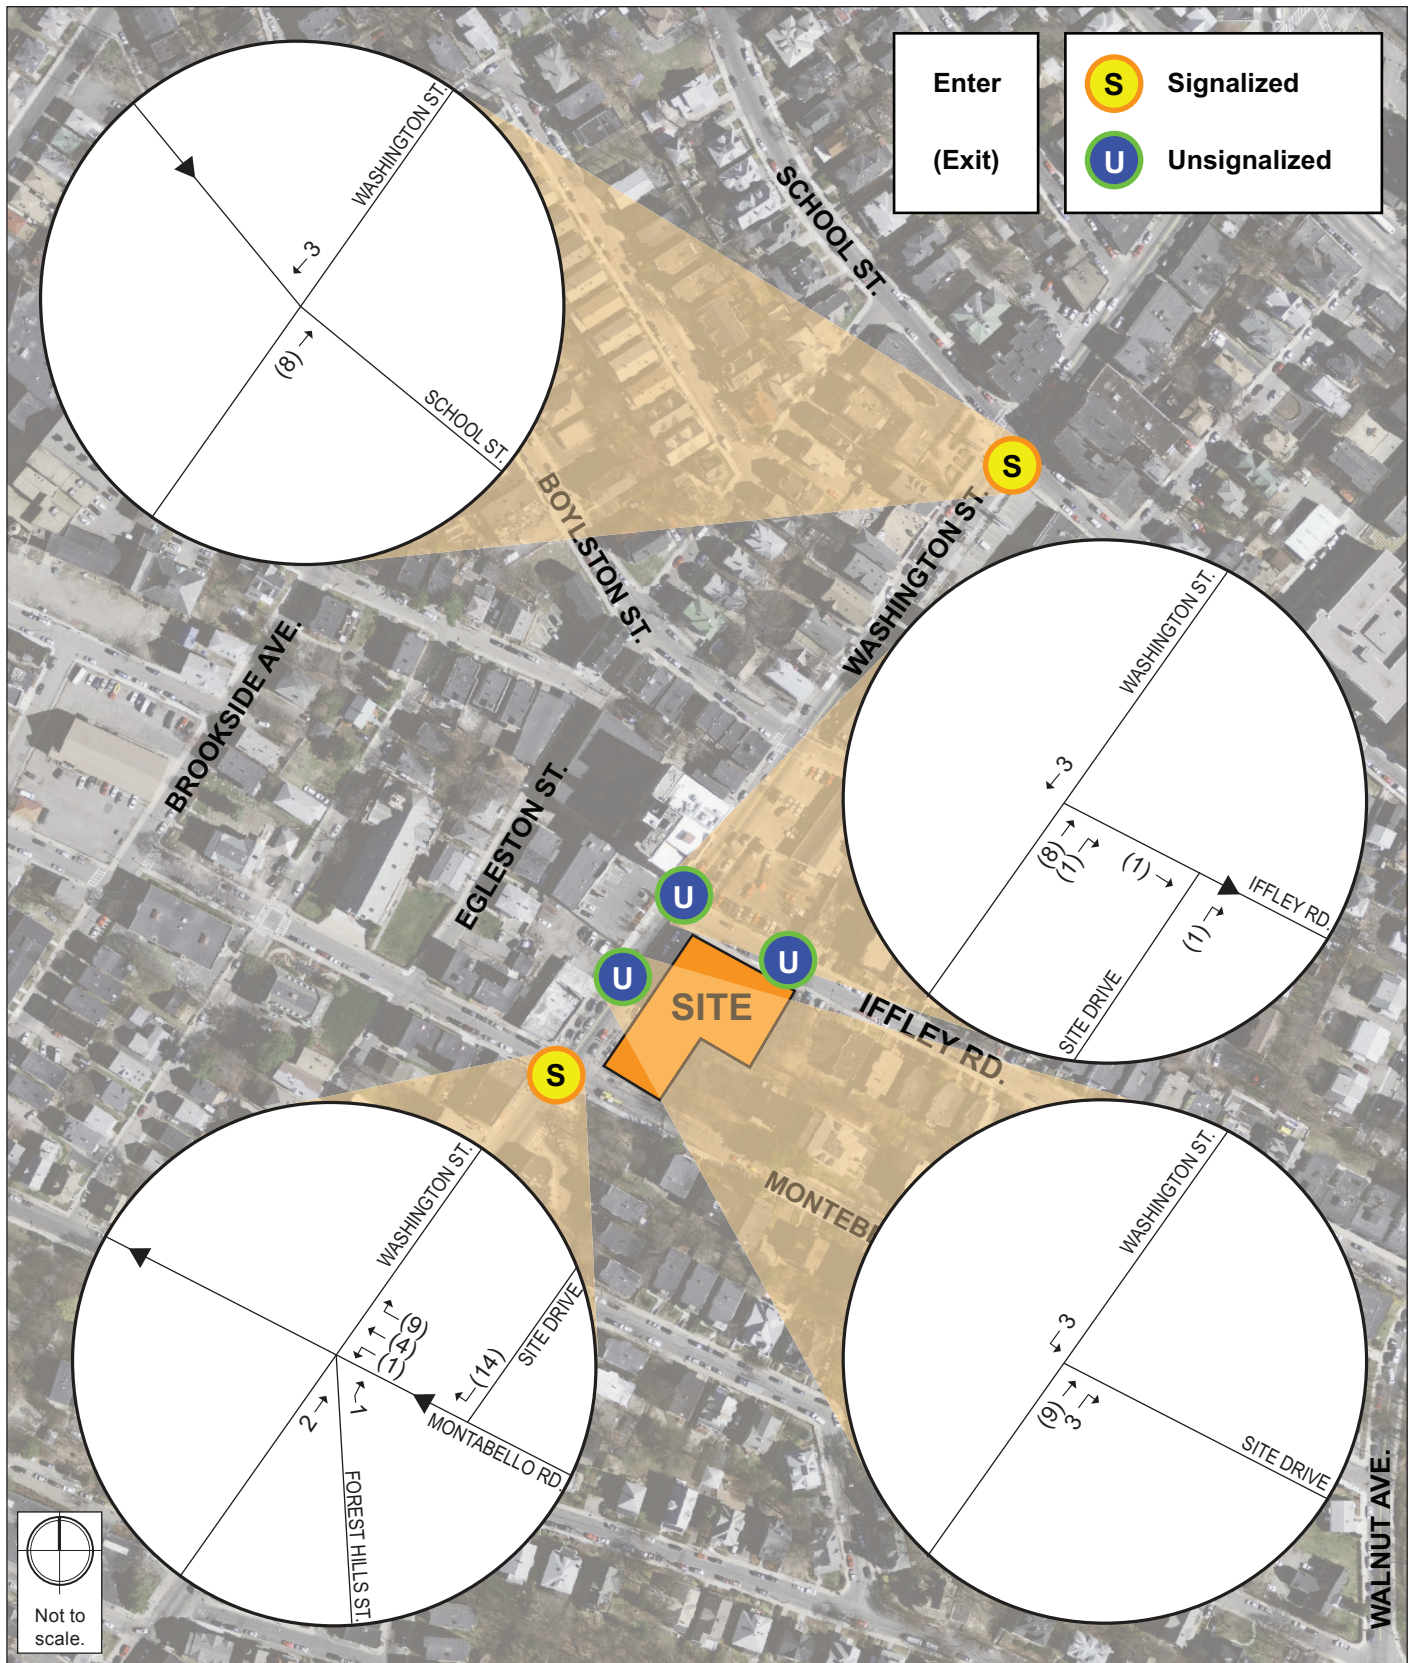 Enter
(Exit)
S Signalized
U Unsignalized
WASHINGTON ST.
3
(8)
SCHOOL ST.
SCHOOL ST.
S
BOYLSTON ST.
WASHINGTON ST.
BROOKSIDE AVE.
EGLESTON ST.
WASHINGTON ST.
3
(8)
(1)
(1)
(1)
IFFLEY RD.
SITE DRIVE
U
U
U
SITE
IFFLEY RD.
S
MONTEB
WASHINGTON ST.
(9)
(4)
(1)
(14)
SITE DRIVE
2
1
MONTABELLO RD.
FOREST HILLS ST.
WASHINGTON ST.
3
(9)
3
SITE DRIVE
WALNUT AVE.
Not to
scale.